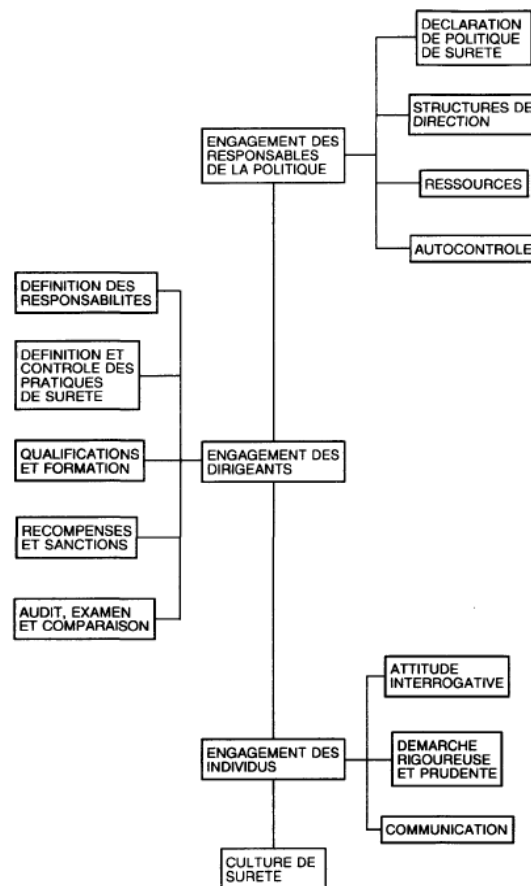 DECLARATION
DE POLITIQUE
DE SURETE
STRUCTURES DE
DIRECTION
ENGAGEMENT DES
RESPONSABLES
DE LA POLITIQUE
RESSOURCES
AUTOCONTROLE
DEFINITION DES
RESPONSABILITES
DEFINITION ET
CONTROLE DES
PRATIQUES
DE SURETE
QUALIFICATIONS
ET FORMATION
ENGAGEMENT DES
DIRIGEANTS
RECOMPENSES
ET SANCTIONS
AUDIT, EXAMEN
ET COMPARAISON
ATTITUDE
INTERROGATIVE
ENGAGEMENT DES
INDIVIDUS
DEMARCHE
RIGOUREUSE
ET PRUDENTE
COMMUNICATION
CULTURE DE
SURETE